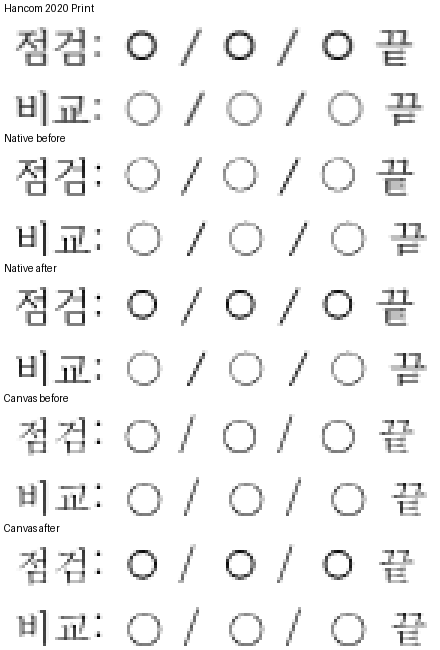 Hancom 2020 Print
점검: ○ / ○ / ○ 끝
비교: ○ / ○ / ○ 끝
Native before
점검: ○ / ○ / ○ 끝
비교: ○ / ○ / ○ 끝
Native after
점검: ○ / ○ / ○ 끝
비교: ○ / ○ / ○ 끝
Canvas before
점검: ○ / ○ / ○ 끝
비교: ○ / ○ / ○ 끝
Canvas after
점검: ○ / ○ / ○ 끝
비교: ○ / ○ / ○ 끝